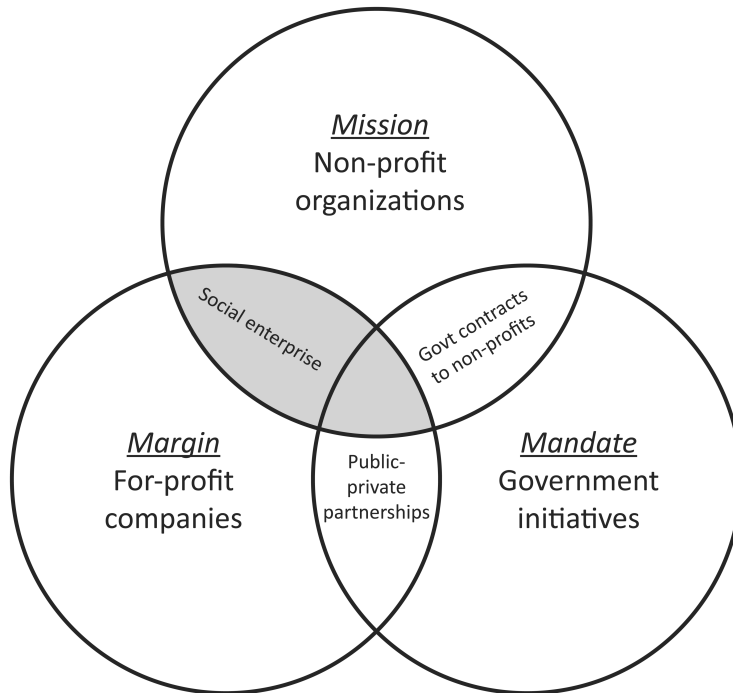 Mission
Non-profit
organizations
Social enterprise
Govt contracts
to non-profits
Margin
For-profit
companies
Public-
private
partnerships
Mandate
Government
initiatives